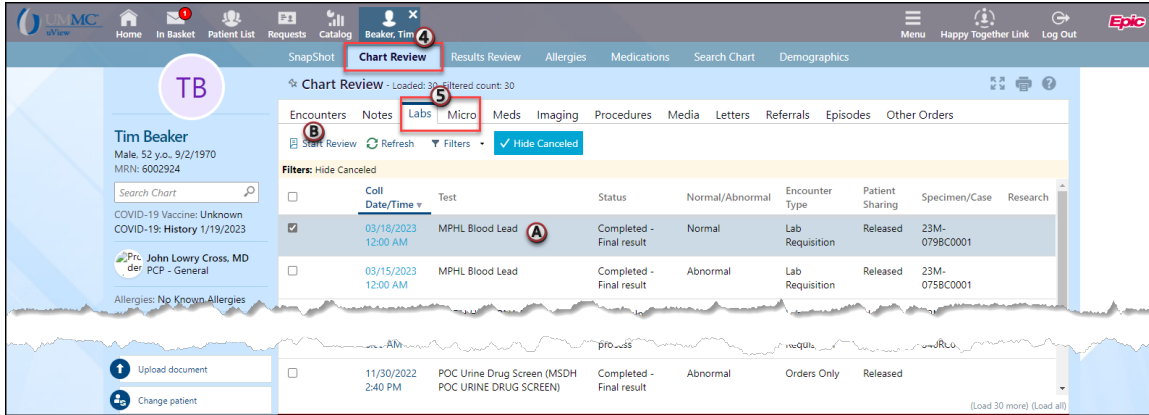 UMMC
uView
Home
1
In Basket
Patient List
Requests
Catalog
Beaker, Tim
4
Menu
Happy Together Link
Log Out
Epic
SnapShot
Chart Review
Results Review
Allergies
Medications
Search Chart
Demographics
TB
Tim Beaker
Male, 52 y.o., 9/2/1970
MRN: 6002924
Search Chart
COVID-19 Vaccine: Unknown
COVID-19: History 1/19/2023
John Lowry Cross, MD
PCP - General
Allergies: No Known Allergies
Upload document
Change patient
Chart Review - Loaded: 30, Filtered count: 30
5
Encounters Notes Labs Micro Meds Imaging Procedures Media Letters Referrals Episodes Other Orders
B
Start Review Refresh Filters Hide Canceled
Filters: Hide Canceled
Coll Date/Time Test Status Normal/Abnormal Encounter Type Patient Sharing Specimen/Case Research
03/18/2023 MPHL Blood Lead A Completed - Normal Lab Released 23M-
12:00 AM Final result Requisition 079BC0001
03/15/2023 MPHL Blood Lead Completed - Abnormal Lab Released 23M-
12:00 AM Final result Requisition 075BC0001
11/30/2022 POC Urine Drug Screen (MSDH Completed - Abnormal Orders Only Released
2:40 PM POC URINE DRUG SCREEN) Final result
(Load 30 more) (Load all)